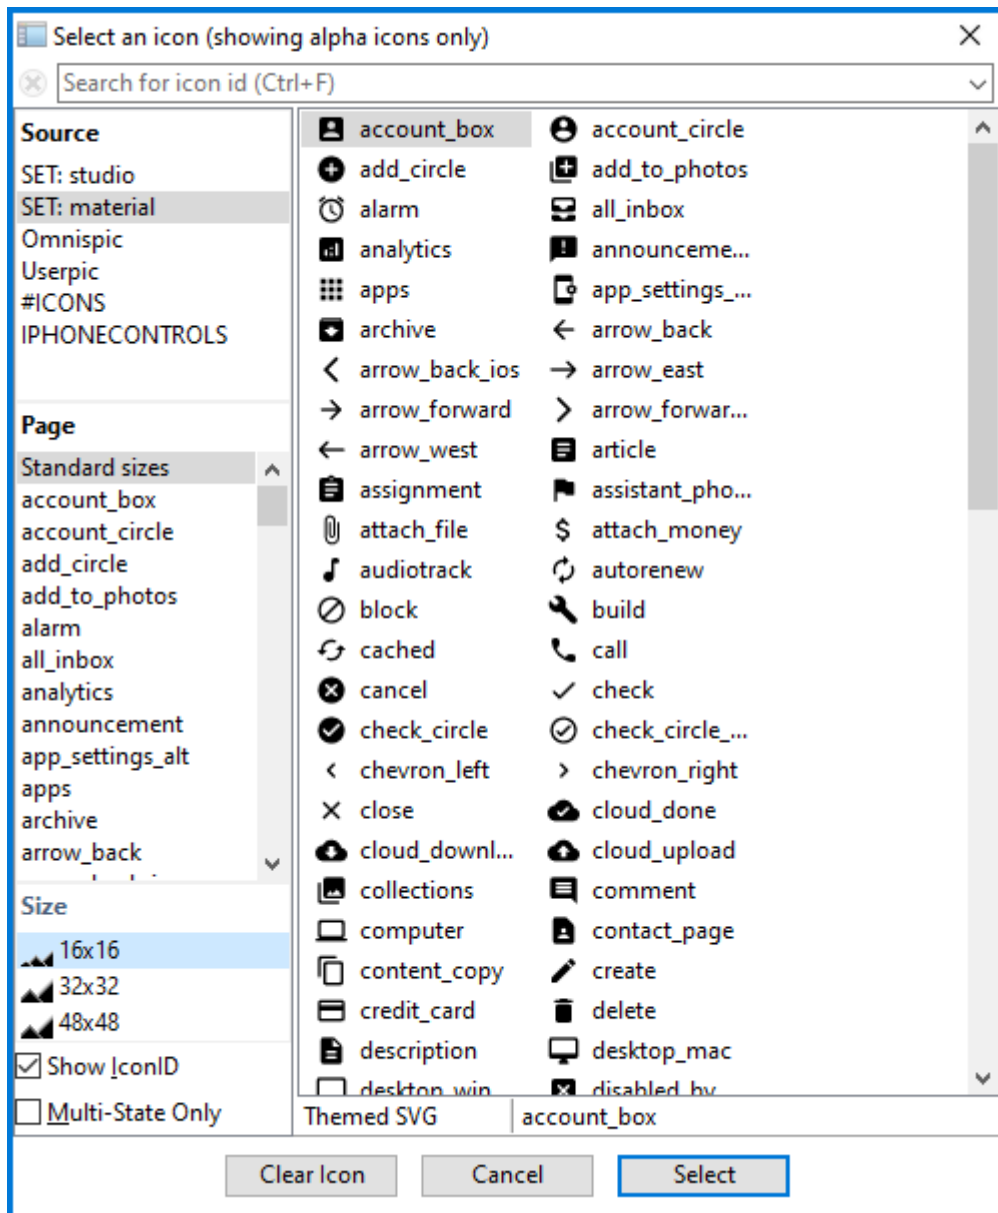 Select an icon (showing alpha icons only)
Search for icon id (Ctrl+F)
Source
SET: studio
SET: material
Omnispic
Userpic
#ICONS
IPHONECONTROLS
Page
Standard sizes
account_box
account_circle
add_circle
add_to_photos
alarm
all_inbox
analytics
announcement
app_settings_alt
apps
archive
arrow_back
Size
16x16
32x32
48x48
Show IconID
Multi-State Only
account_box account_circle
add_circle add_to_photos
alarm all_inbox
analytics announceme...
apps app_settings_...
archive arrow_back
arrow_back_ios arrow_east
arrow_forward arrow_forwar...
arrow_west article
assignment assistant_pho...
attach_file attach_money
audiotrack autorenew
block build
cached call
cancel check
check_circle check_circle_...
chevron_left chevron_right
close cloud_done
cloud_downl... cloud_upload
collections comment
computer contact_page
content_copy create
credit_card delete
description desktop_mac
desktop_win disabled_by
Themed SVG account_box
Clear Icon Cancel Select